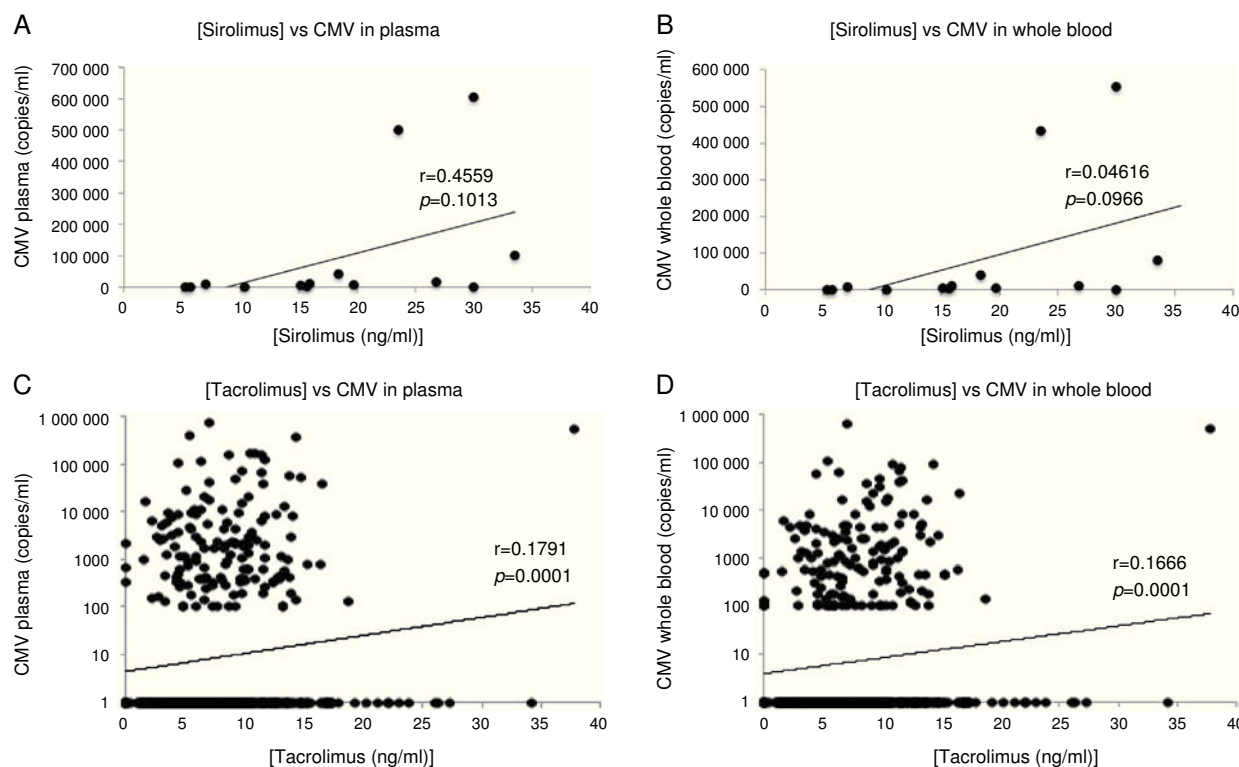 A
[Sirolimus] vs CMV in plasma
CMV plasma (copies/ml)
700 000
600 000
500 000
400 000
300 000
200 000
100 000
0
r=0.4559
p=0.1013
0 5 10 15 20 25 30 35 40
[Sirolimus (ng/ml)]
B
[Sirolimus] vs CMV in whole blood
CMV whole blood (copies/ml)
600 000
500 000
400 000
300 000
200 000
100 000
0
r=0.04616
p=0.0966
0 5 10 15 20 25 30 35 40
[Sirolimus (ng/ml)]
C
[Tacrolimus] vs CMV in plasma
CMV plasma (copies/ml)
1 000 000
100 000
10 000
1000
100
10
1
r=0.1791
p=0.0001
0 5 10 15 20 25 30 35 40
[Tacrolimus (ng/ml)]
D
[Tacrolimus] vs CMV in whole blood
CMV whole blood (copies/ml)
1 000 000
100 000
10 000
1000
100
10
1
r=0.1666
p=0.0001
0 5 10 15 20 25 30 35 40
[Tacrolimus (ng/ml)]